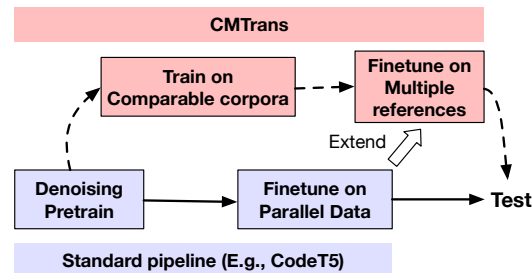 CMTrans
Train on
Comparable corpora
Finetune on
Multiple
references
Extend
Denoising
Pretrain
Finetune on
Parallel Data
Test
Standard pipeline (E.g., CodeT5)